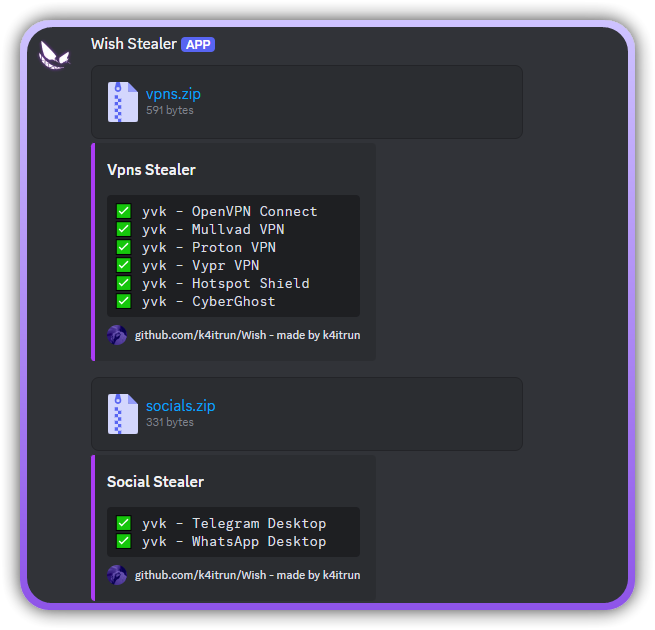 Wish Stealer APP
vpns.zip
591 bytes
Vpns Stealer
✅ yvk - OpenVPN Connect
✅ yvk - Mullvad VPN
✅ yvk - Proton VPN
✅ yvk - Vypr VPN
✅ yvk - Hotspot Shield
✅ yvk - CyberGhost
github.com/k4itrun/Wish - made by k4itrun
socials.zip
331 bytes
Social Stealer
✅ yvk - Telegram Desktop
✅ yvk - WhatsApp Desktop
github.com/k4itrun/Wish - made by k4itrun